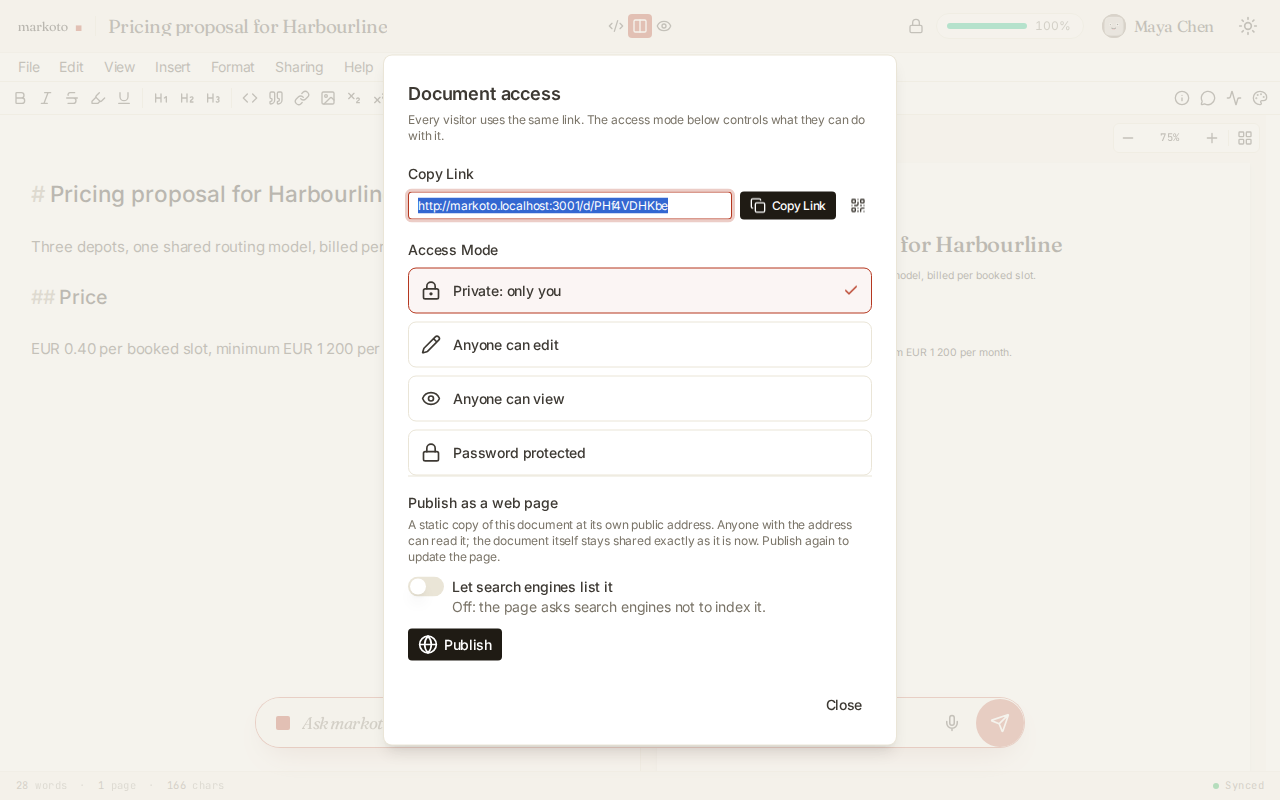 markoto
Pricing proposal for Harbourline
100%
Maya Chen
File Edit View Insert Format Sharing Help
H1 H2 H3
75%
# Pricing proposal for Harbourlin
Three depots, one shared routing model, billed per
## Price
EUR 0.40 per booked slot, minimum EUR 1 200 per
for Harbourline
model, billed per booked slot.
EUR 1 200 per month.
Document access
Every visitor uses the same link. The access mode below controls what they can do
with it.
Copy Link
http://markoto.localhost:3001/d/PHf4VDHKbe
Copy Link
Access Mode
Private: only you
Anyone can edit
Anyone can view
Password protected
Publish as a web page
A static copy of this document at its own public address. Anyone with the address
can read it; the document itself stays shared exactly as it is now. Publish again to
update the page.
Let search engines list it
Off: the page asks search engines not to index it.
Publish
Close
Ask markot
28 words · 1 page · 166 chars
Synced